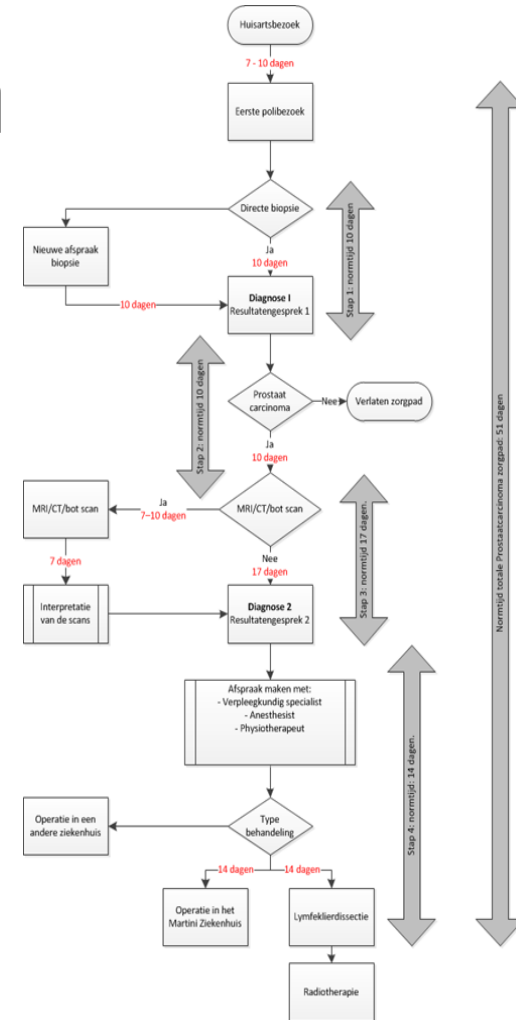 Huisartsbezoek
7 - 10 dagen
Eerste polibezoek
Directe biopsie
Nieuwe afspraak
biopsie
Ja
10 dagen
10 dagen
Diagnose I
Resultatengesprek 1
Stap 1: normtijd 10 dagen
Stap 2: normtijd 10 dagen
Prostaat
carcinoma
Nee
Verlaten zorgpad
Ja
10 dagen
MRI/CT/bot scan
Ja
7–10 dagen
MRI/CT/bot scan
7 dagen
Nee
17 dagen
Stap 3: normtijd 17 dagen.
Interpretatie
van de scans
Diagnose 2
Resultatengesprek 2
Afspraak maken met:
- Verpleegkundig specialist
- Anesthesist
- Physiotherapeut
Type
behandeling
Operatie in een
andere ziekenhuis
14 dagen
14 dagen
Operatie in het
Martini Ziekenhuis
Lymfeklierdissectie
Radiotherapie
Stap 4: normtijd: 14 dagen.
Normtijd totale Prostaatcarcinoma zorgpad: 51 dagen